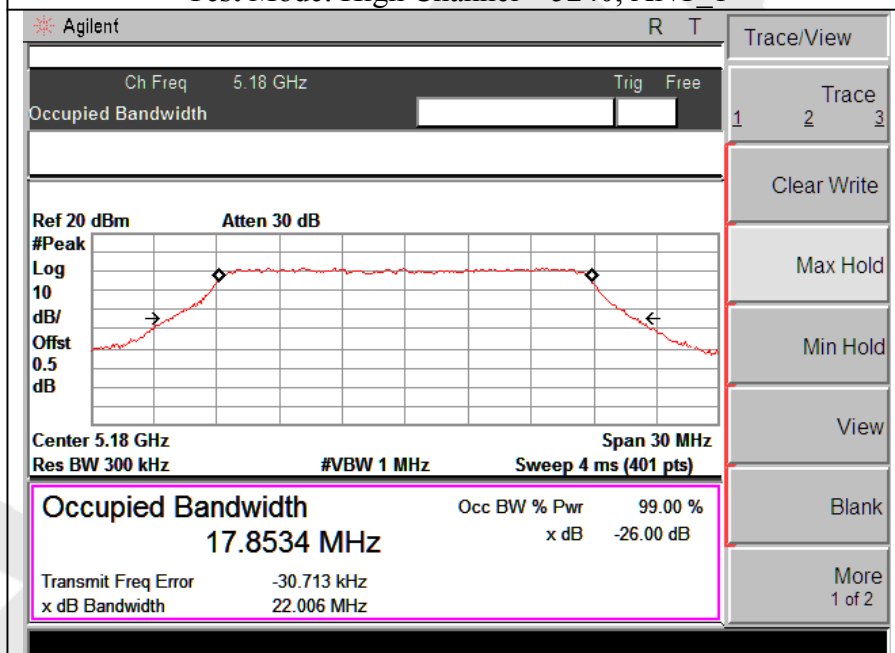 Agilent R T
Trace/View
Ch Freq 5.18 GHz Trig Free
Occupied Bandwidth
Trace
1 2 3
Clear Write
Ref 20 dBm Atten 30 dB
#Peak
Log
10
dB/
Offst
0.5
dB
Max Hold
Min Hold
View
Center 5.18 GHz Span 30 MHz
Res BW 300 kHz #VBW 1 MHz Sweep 4 ms (401 pts)
Occupied Bandwidth Occ BW % Pwr 99.00 %
17.8534 MHz x dB -26.00 dB
Blank
Transmit Freq Error -30.713 kHz
x dB Bandwidth 22.006 MHz
More
1 of 2